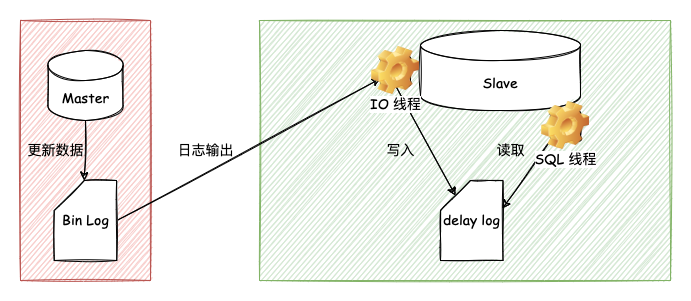 Master
更新数据
Bin Log
日志输出
IO 线程
Slave
写入
读取
SQL 线程
delay log